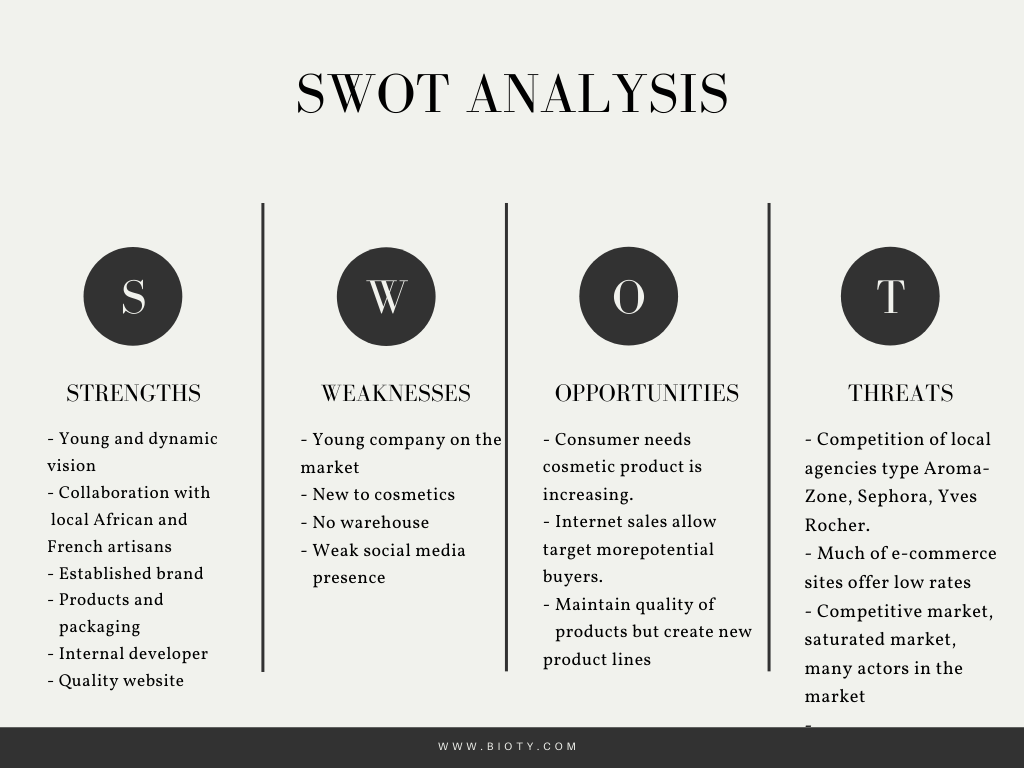 SWOT ANALYSIS
S
STRENGTHS
- Young and dynamic
vision
- Collaboration with
local African and
French artisans
- Established brand
- Products and
packaging
- Internal developer
- Quality website
W
WEAKNESSES
- Young company on the
market
- New to cosmetics
- No warehouse
- Weak social media
presence
O
OPPORTUNITIES
- Consumer needs
cosmetic product is
increasing.
- Internet sales allow
target morepotential
buyers.
- Maintain quality of
products but create new
product lines
T
THREATS
- Competition of local
agencies type Aroma-
Zone, Sephora, Yves
Rocher.
- Much of e-commerce
sites offer low rates
- Competitive market,
saturated market,
many actors in the
market
-
WWW.BIOTY.COM